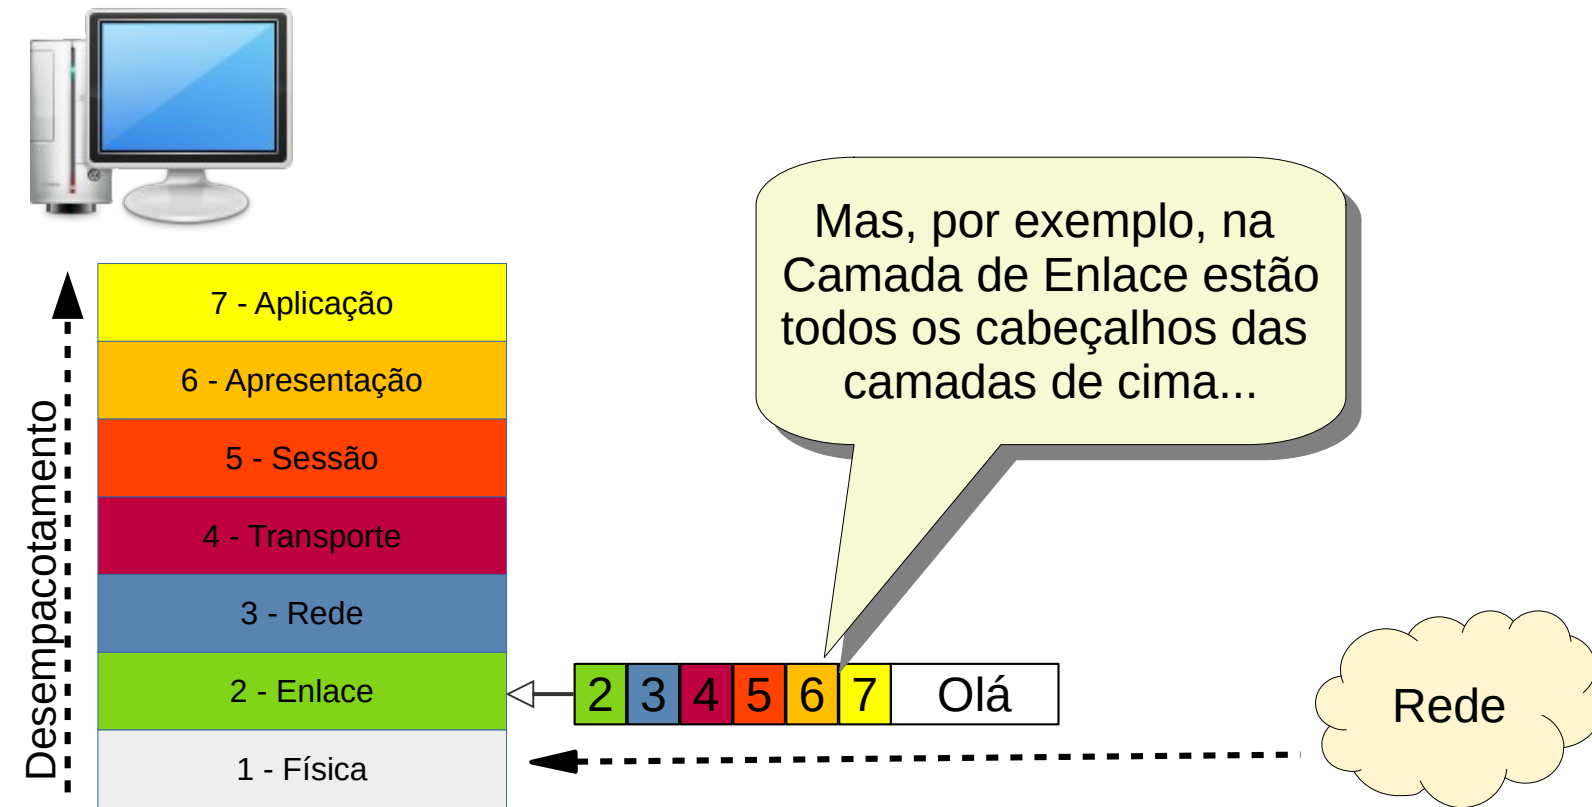 Mas, por exemplo, na
Camada de Enlace estão
todos os cabeçalhos das
camadas de cima...
Desempacotamento
7 - Aplicação
6 - Apresentação
5 - Sessão
4 - Transporte
3 - Rede
2 - Enlace
1 - Física
2 3 4 5 6 7 Olá
Rede